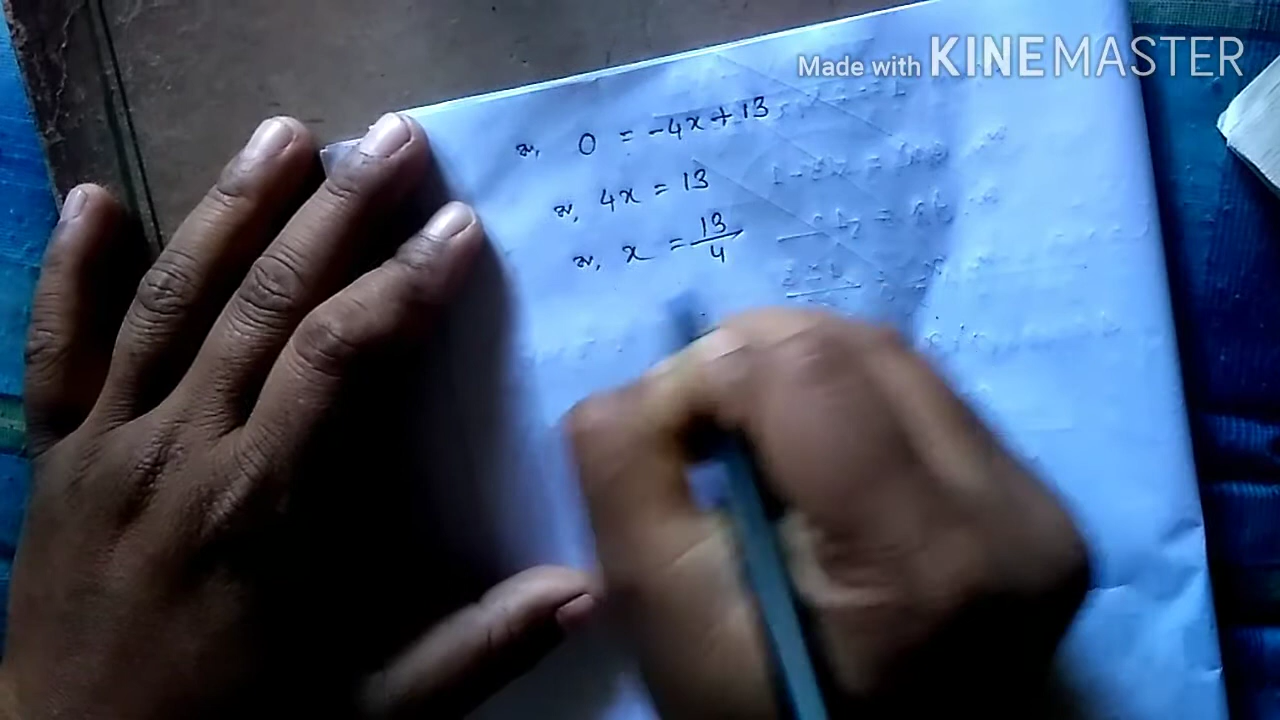 Made with KINEMASTER
বা, 0 = -4x + 13
বা, 4x = 13
বা, x = 13/4